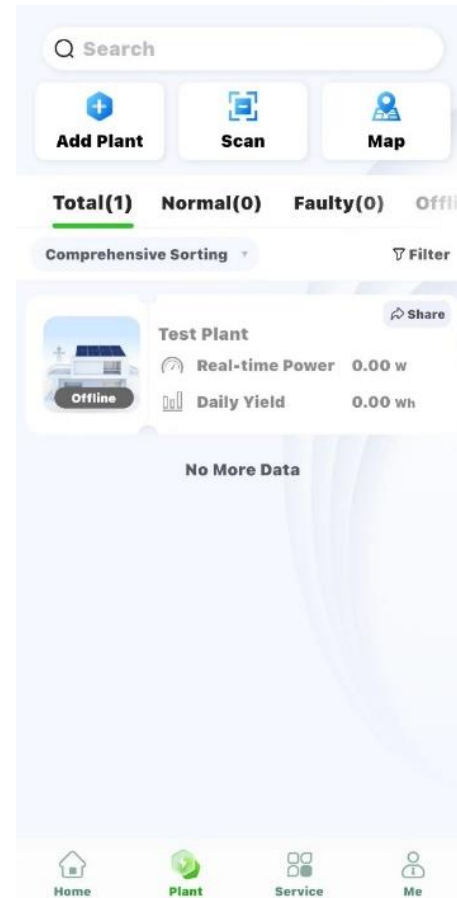 Search
Add Plant Scan Map
Total(1) Normal(0) Faulty(0) Offli
Comprehensive Sorting Filter
Share
Test Plant
Real-time Power 0.00 W
Offline
Daily Yield 0.00 Wh
No More Data
Home Plant Service Me